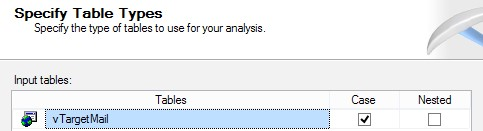 Specify Table Types
Specify the type of tables to use for your analysis.
Input tables:
Tables Case Nested
vTargetMail